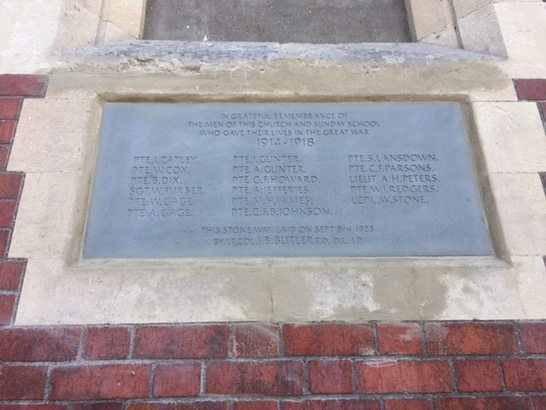 IN GRATEFUL REMEMBRANCE OF
THE MEN OF THIS CHURCH AND SUNDAY SCHOOL
WHO GAVE THEIR LIVES IN THE GREAT WAR
1914-1918
PTE. J. CATLEY.
PTE. W. COX.
PTE. B. DIX.
SGT. W. FURBER.
PTE. W. GAGE.
PTE. A. GAGE.
PTE. J. GUNTER.
PTE. A. GUNTER.
PTE. G. F. HOWARD.
PTE. A. JEFFERIES.
PTE. W. H. JAMES.
PTE. C. F. B. JOHNSON.
PTE. S. LANSDOWN.
PTE. C. F. PARSONS.
LIEUT. A. H. PETERS.
PTE. W. J. REDGERS.
L/CPL. W. STONE.
THIS STONE WAS LAID ON SEPT 8TH 1923
BY LT. COL. J. B. BUTLER T.D. D.L. J.P.